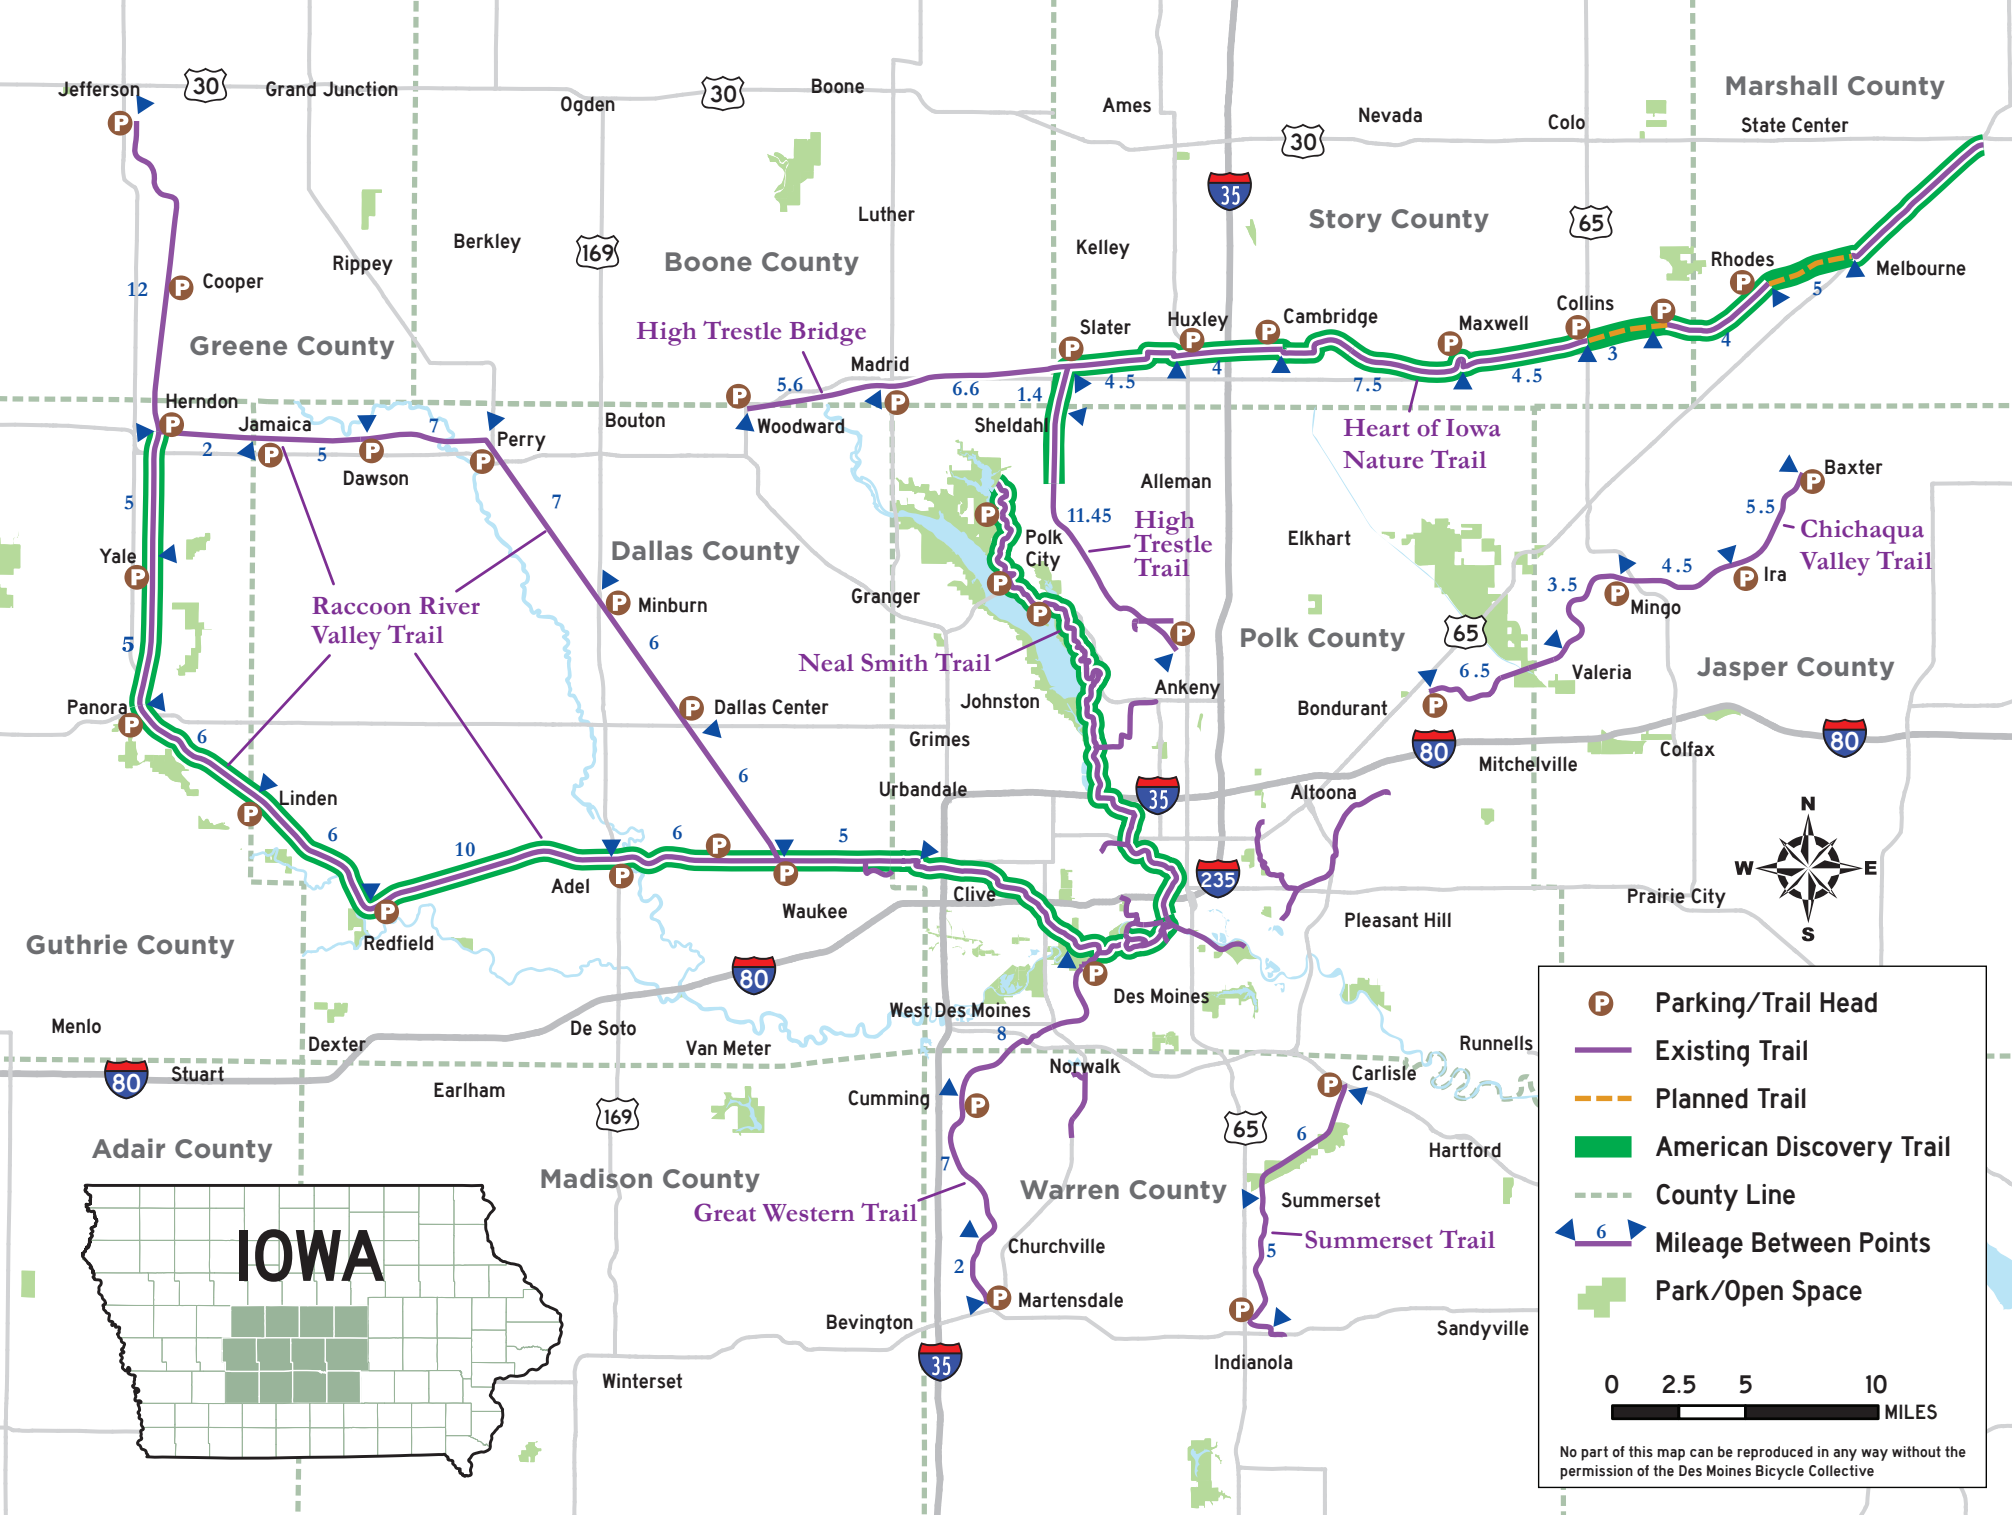 Jefferson
30
Grand Junction
Ogden
30
Boone
Ames
30
Nevada
Colo
Marshall County
State Center
35
Story County
65
Luther
Berkley
169
Rippey
Boone County
Kelley
Cooper
12
Rhodes
Melbourne
5
Greene County
High Trestle Bridge
Madrid
Slater
Huxley
Cambridge
Maxwell
Collins
5.6
6.6
1.4
4.5
4
7.5
4.5
3
4
Herndon
Jamaica
7
Perry
Bouton
Woodward
Sheldahl
Heart of Iowa
Nature Trail
2
5
Dawson
Baxter
5.5
5
7
Alleman
11.45
High
Trestle
Trail
Polk
City
Elkhart
Chichaqua
Valley Trail
Yale
Dallas County
4.5
Ira
3.5
Mingo
Raccoon River
Valley Trail
Minburn
Granger
5
6
Neal Smith Trail
Polk County
65
Valeria
Jasper County
6.5
Panora
Dallas Center
Johnston
Ankeny
Bondurant
6
Grimes
80
Mitchelville
Colfax
80
6
Linden
Urbandale
35
Altoona
6
10
6
5
N
W
E
S
Adel
Waukee
Clive
235
Prairie City
Pleasant Hill
Guthrie County
Redfield
80
Des Moines
West Des Moines
Menlo
Dexter
De Soto
Van Meter
8
Runnells
80
Stuart
Earlham
Norwalk
Carlisle
Cumming
169
65
6
Hartford
Adair County
Madison County
7
Warren County
Summerset
Great Western Trail
Churchville
5
Summerset Trail
2
Martensdale
Bevington
Sandyville
35
Indianola
Winterset
IOWA
P Parking/Trail Head
Existing Trail
Planned Trail
American Discovery Trail
County Line
6 Mileage Between Points
Park/Open Space
0 2.5 5 10
MILES
No part of this map can be reproduced in any way without the
permission of the Des Moines Bicycle Collective